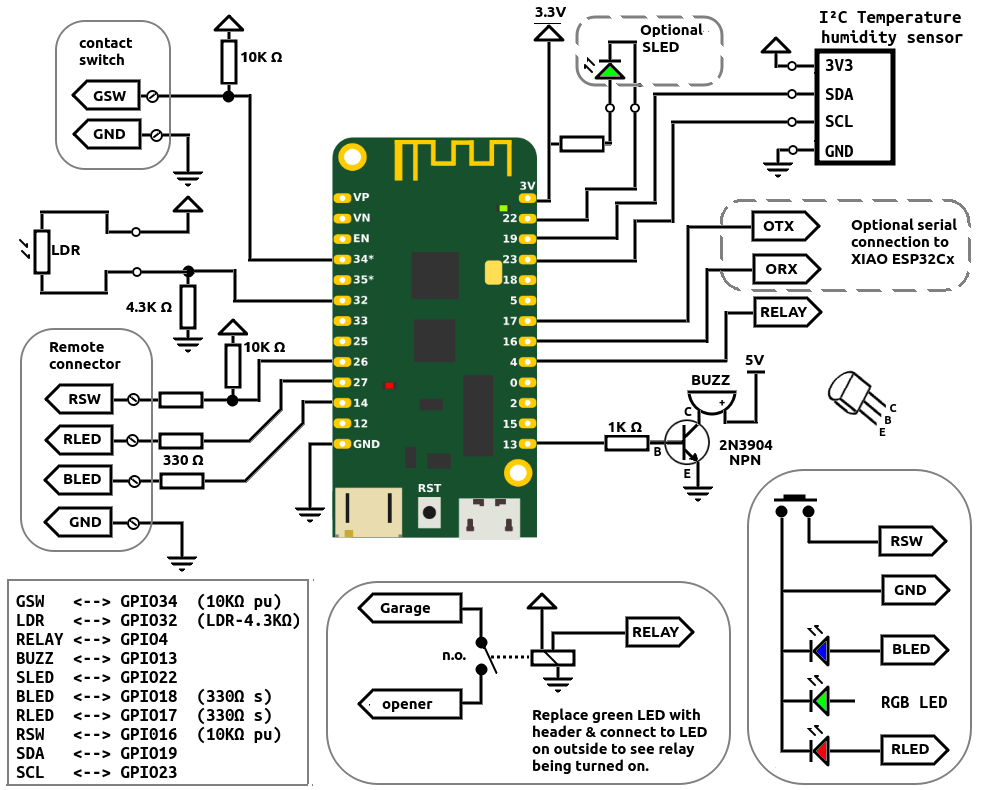 contact
switch
GSW
GND
10K Ω
3.3V
Optional
SLED
I²C Temperature
humidity sensor
3V3
SDA
SCL
GND
LDR
4.3K Ω
VP
VN
EN
34*
35*
32
33
25
26
27
14
12
GND
3V
22
19
23
18
5
17
16
4
0
2
15
13
RST
OTX
ORX
Optional serial
connection to
XIAO ESP32Cx
RELAY
Remote
connector
10K Ω
RSW
RLED
330 Ω
BLED
GND
5V
BUZZ
+
C
1K Ω
B
E
2N3904
NPN
C
B
E
GSW <--> GPIO34 (10KΩ pu)
LDR <--> GPIO32 (LDR-4.3KΩ)
RELAY <--> GPIO4
BUZZ <--> GPIO13
SLED <--> GPIO22
BLED <--> GPIO18 (330Ω s)
RLED <--> GPIO17 (330Ω s)
RSW <--> GPIO16 (10KΩ pu)
SDA <--> GPIO19
SCL <--> GPIO23
Garage
n.o.
opener
RELAY
Replace green LED with
header & connect to LED
on outside to see relay
being turned on.
RSW
GND
BLED
RGB LED
RLED